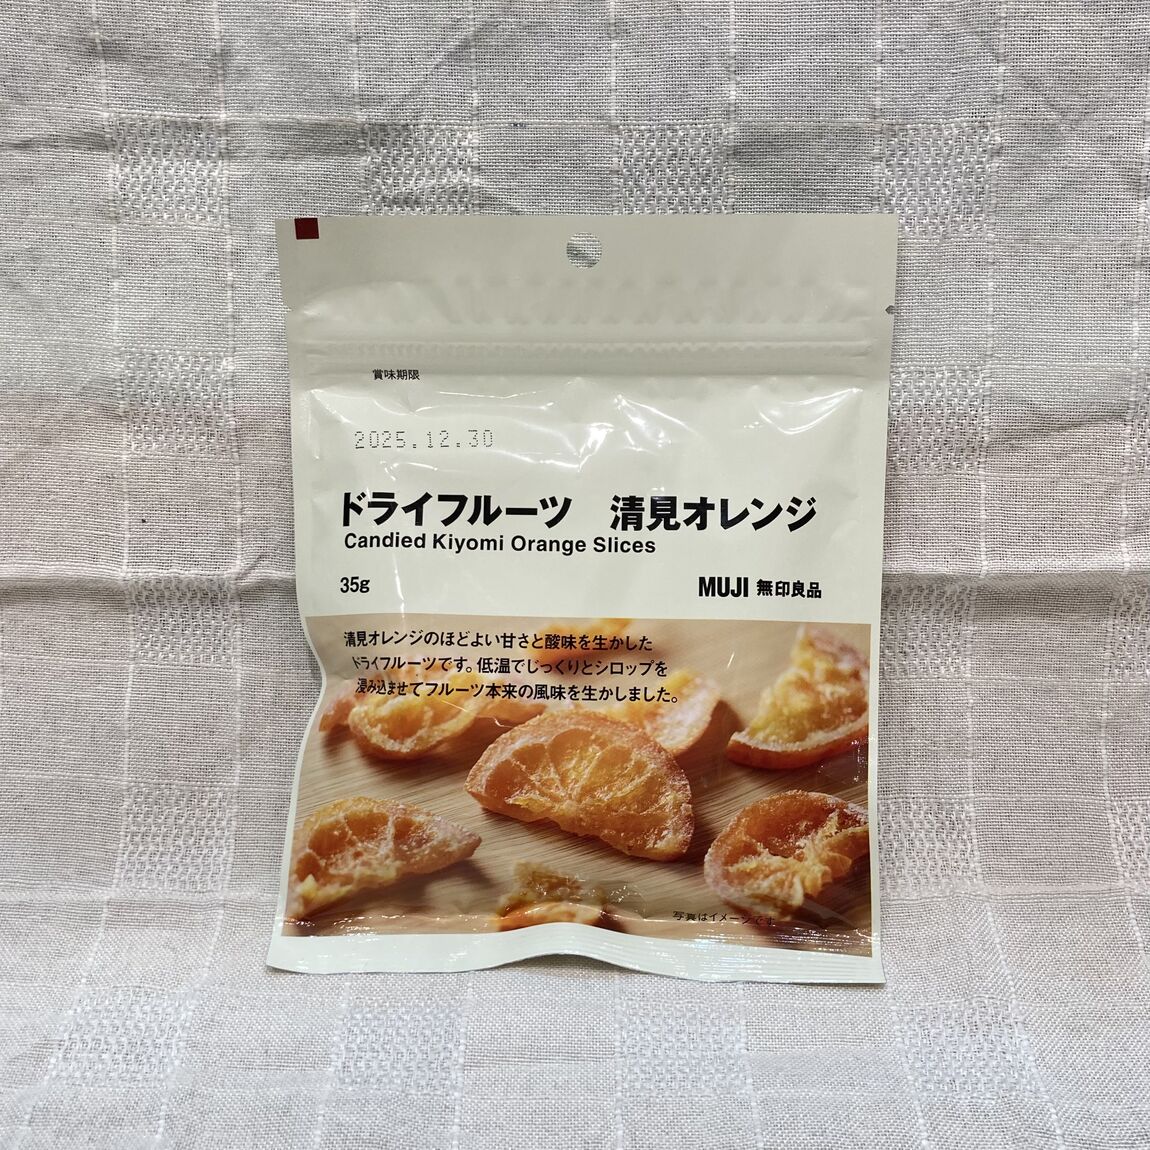 賞味期限
2025.12.30
ドライフルーツ 清見オレンジ
Candied Kiyomi Orange Slices
35g MUJI 無印良品
清見オレンジのほどよい甘さと酸味を生かした
ドライフルーツです。低温でじっくりとシロップを
浸み込ませてフルーツ本来の風味を生かしました。
写真はイメージです